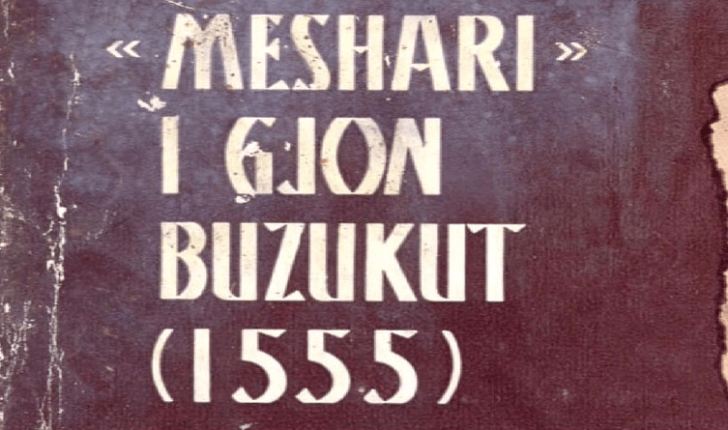 « MESHARI »
I GJON
BUZUKUT
(1555)